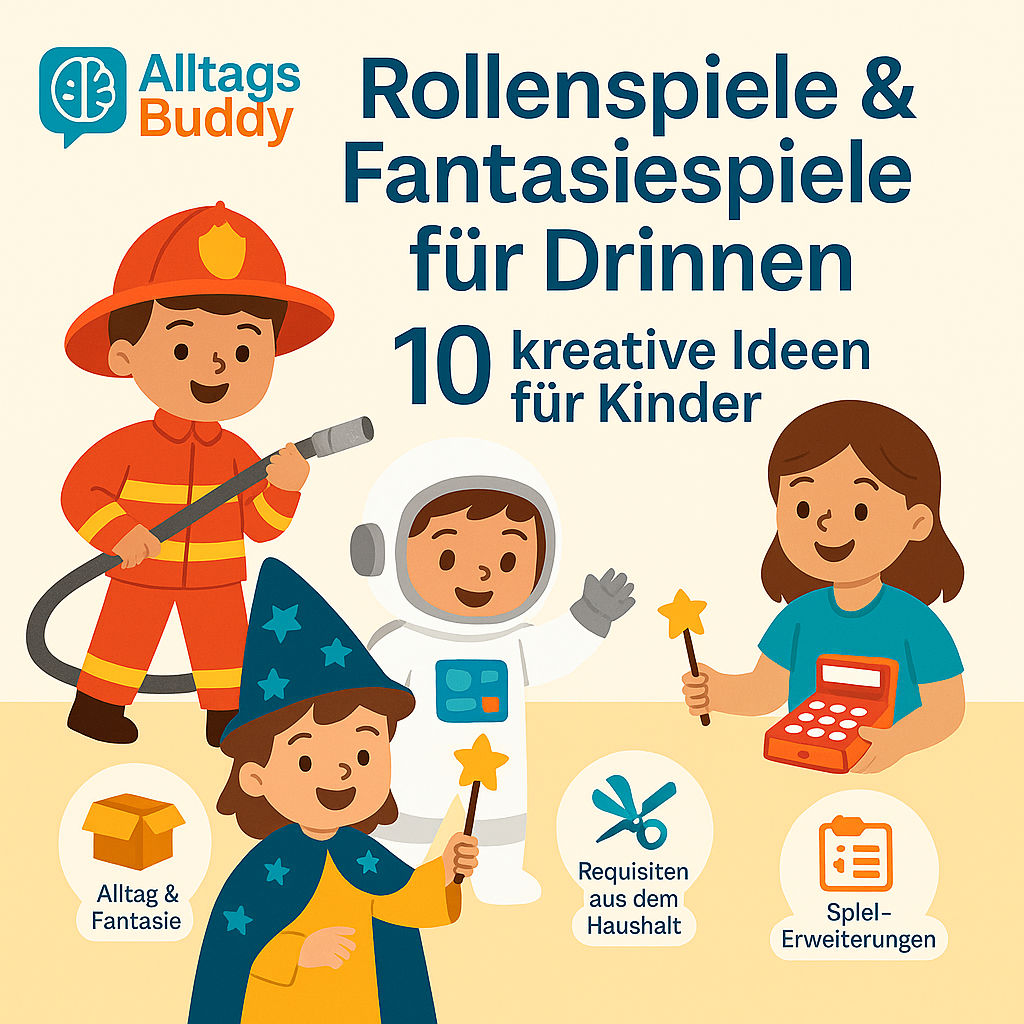 Alltags
Buddy
Rollenspiele &
Fantasiespiele
für Drinnen
10 kreative Ideen
für Kinder
Alltag &
Fantasie
Requisiten
aus dem
Haushalt
Splel-
Erweiterungen